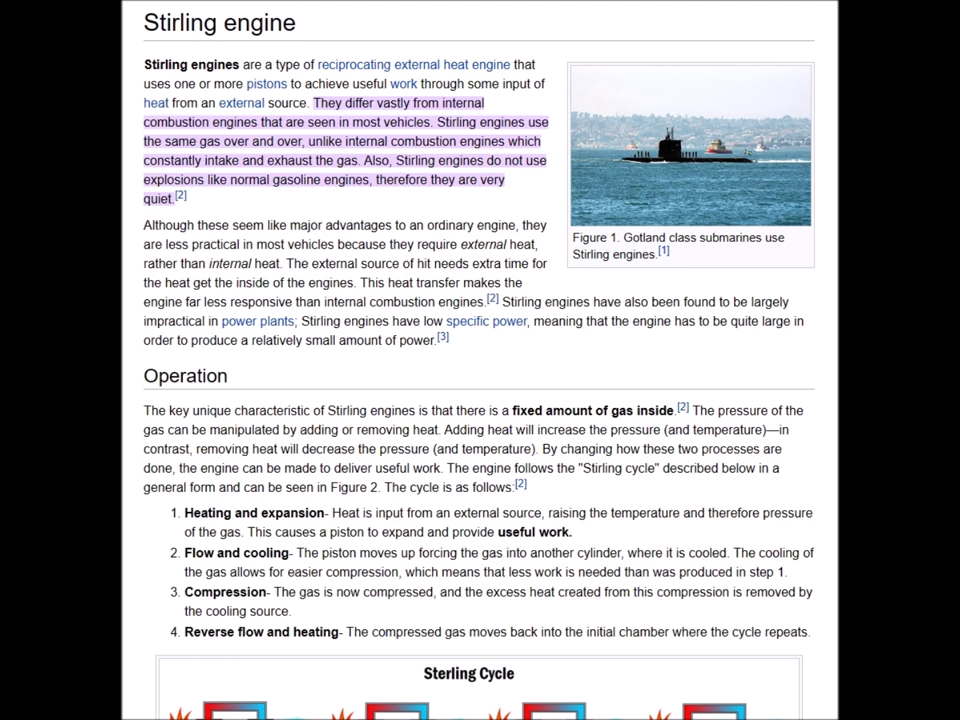 Stirling engine
Stirling engines are a type of reciprocating external heat engine that
uses one or more pistons to achieve useful work through some input of
heat from an external source. They differ vastly from internal
combustion engines that are seen in most vehicles. Stirling engines use
the same gas over and over, unlike internal combustion engines which
constantly intake and exhaust the gas. Also, Stirling engines do not use
explosions like normal gasoline engines, therefore they are very
quiet.[2]
Figure 1. Gotland class submarines use
Stirling engines.[1]
Although these seem like major advantages to an ordinary engine, they
are less practical in most vehicles because they require external heat,
rather than internal heat. The external source of hit needs extra time for
the heat get the inside of the engines. This heat transfer makes the
engine far less responsive than internal combustion engines.[2] Stirling engines have also been found to be largely
impractical in power plants; Stirling engines have low specific power, meaning that the engine has to be quite large in
order to produce a relatively small amount of power.[3]
Operation
The key unique characteristic of Stirling engines is that there is a fixed amount of gas inside.[2] The pressure of the
gas can be manipulated by adding or removing heat. Adding heat will increase the pressure (and temperature)—in
contrast, removing heat will decrease the pressure (and temperature). By changing how these two processes are
done, the engine can be made to deliver useful work. The engine follows the "Stirling cycle" described below in a
general form and can be seen in Figure 2. The cycle is as follows:[2]
1. Heating and expansion- Heat is input from an external source, raising the temperature and therefore pressure
of the gas. This causes a piston to expand and provide useful work.
2. Flow and cooling- The piston moves up forcing the gas into another cylinder, where it is cooled. The cooling of
the gas allows for easier compression, which means that less work is needed than was produced in step 1.
3. Compression- The gas is now compressed, and the excess heat created from this compression is removed by
the cooling source.
4. Reverse flow and heating- The compressed gas moves back into the initial chamber where the cycle repeats.
Sterling Cycle